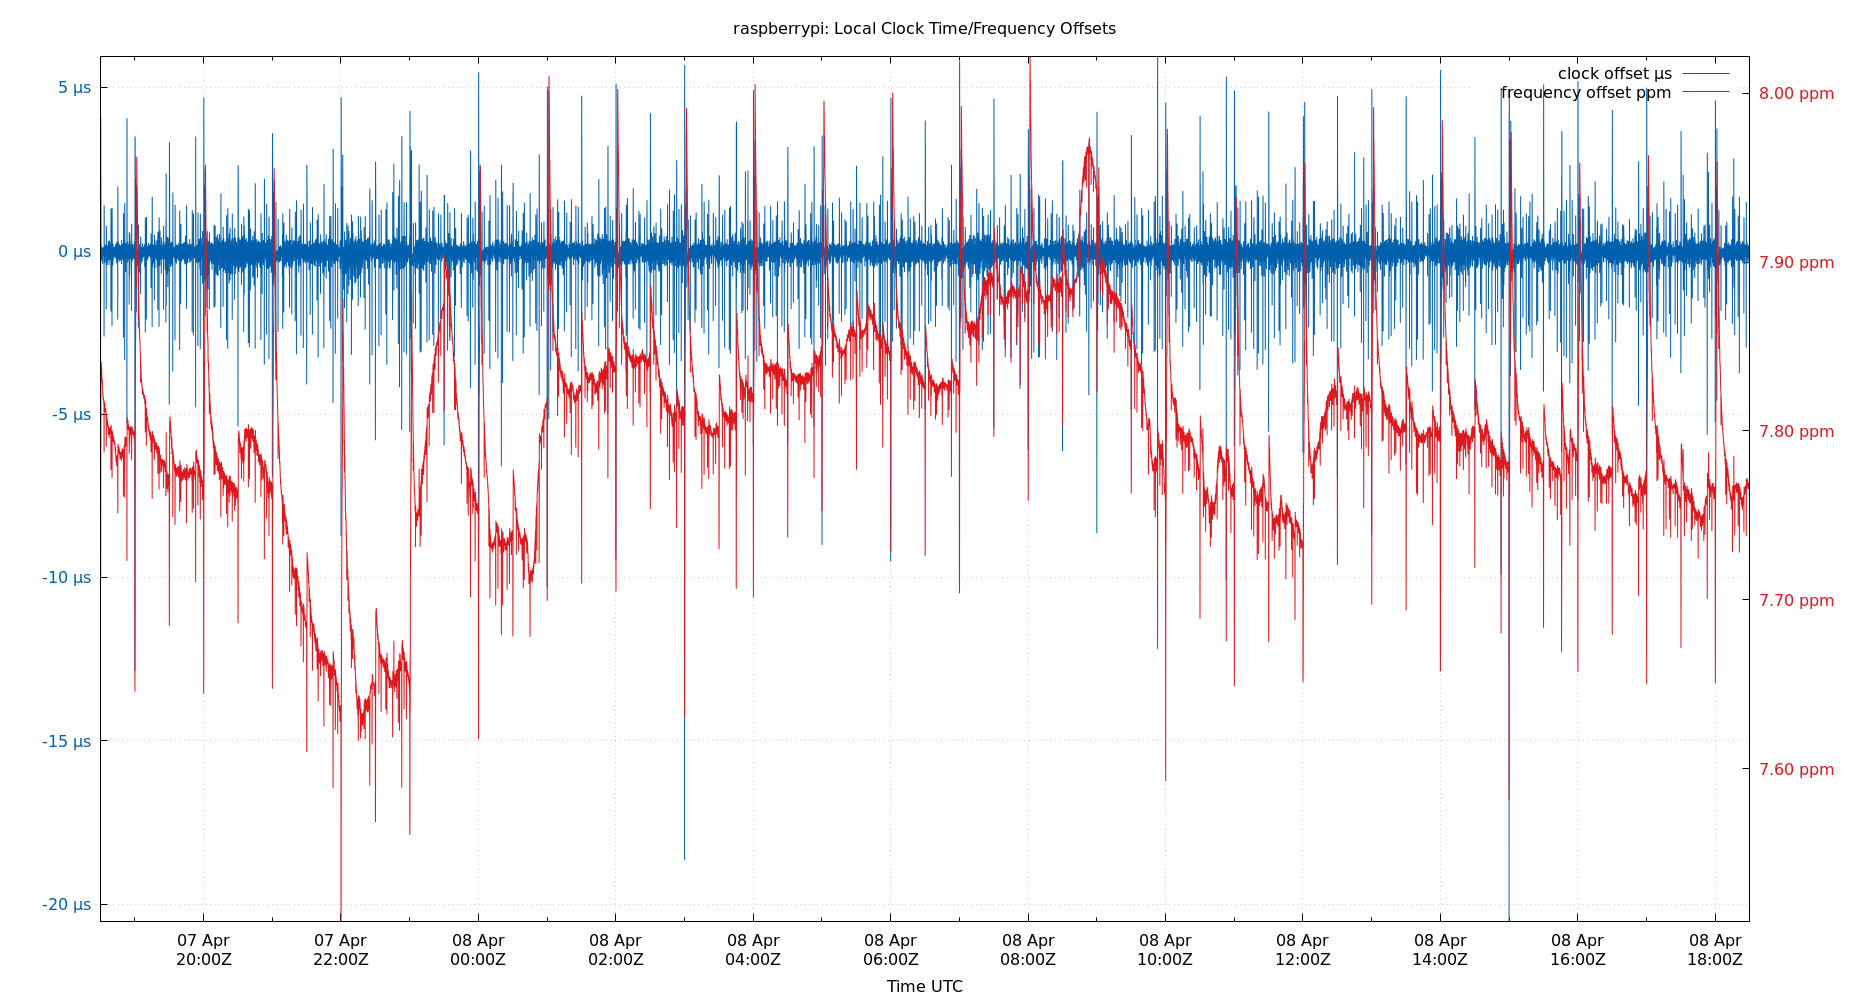 raspberrypi: Local Clock Time/Frequency Offsets
clock offset µs
frequency offset ppm
5 µs
0 µs
-5 µs
-10 µs
-15 µs
-20 µs
8.00 ppm
7.90 ppm
7.80 ppm
7.70 ppm
7.60 ppm
07 Apr 07 Apr 08 Apr 08 Apr 08 Apr 08 Apr 08 Apr 08 Apr 08 Apr 08 Apr 08 Apr 08 Apr
20:00Z 22:00Z 00:00Z 02:00Z 04:00Z 06:00Z 08:00Z 10:00Z 12:00Z 14:00Z 16:00Z 18:00Z
Time UTC